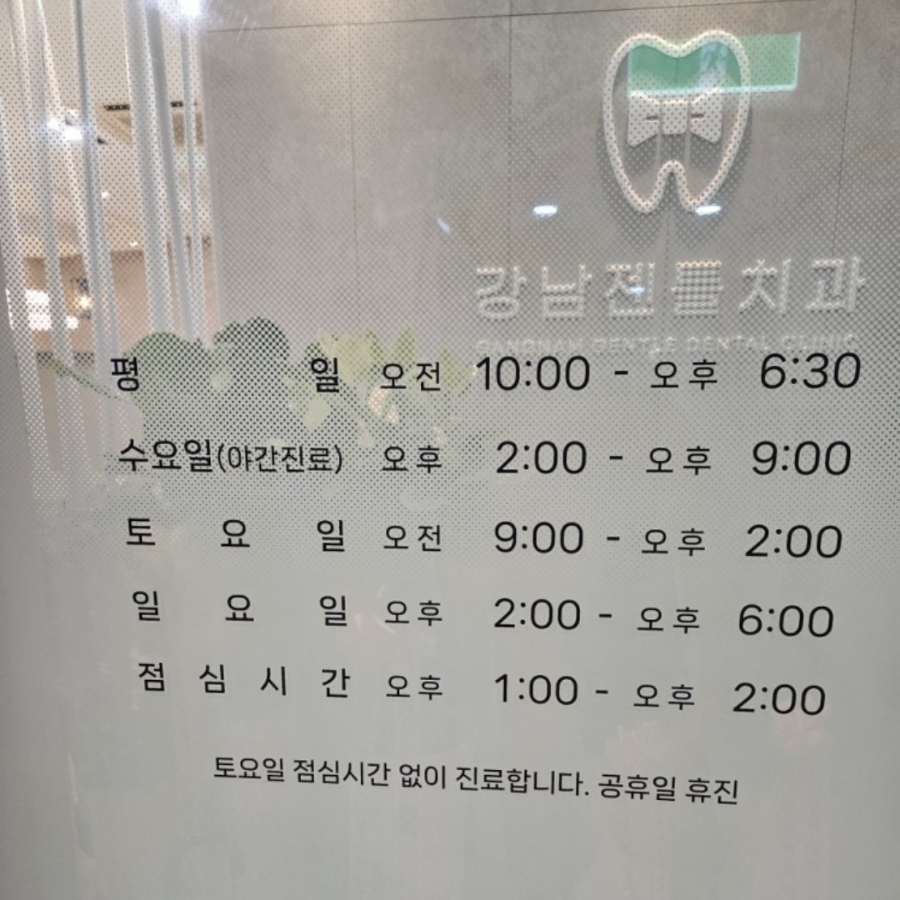 강남젠틀치과
GANGNAM GENTLE DENTAL CLINIC
평 일 오전 10:00 - 오후 6:30
수요일(야간진료) 오후 2:00 - 오후 9:00
토 요 일 오전 9:00 - 오후 2:00
일 요 일 오후 2:00 - 오후 6:00
점 심 시 간 오후 1:00 - 오후 2:00
토요일 점심시간 없이 진료합니다. 공휴일 휴진